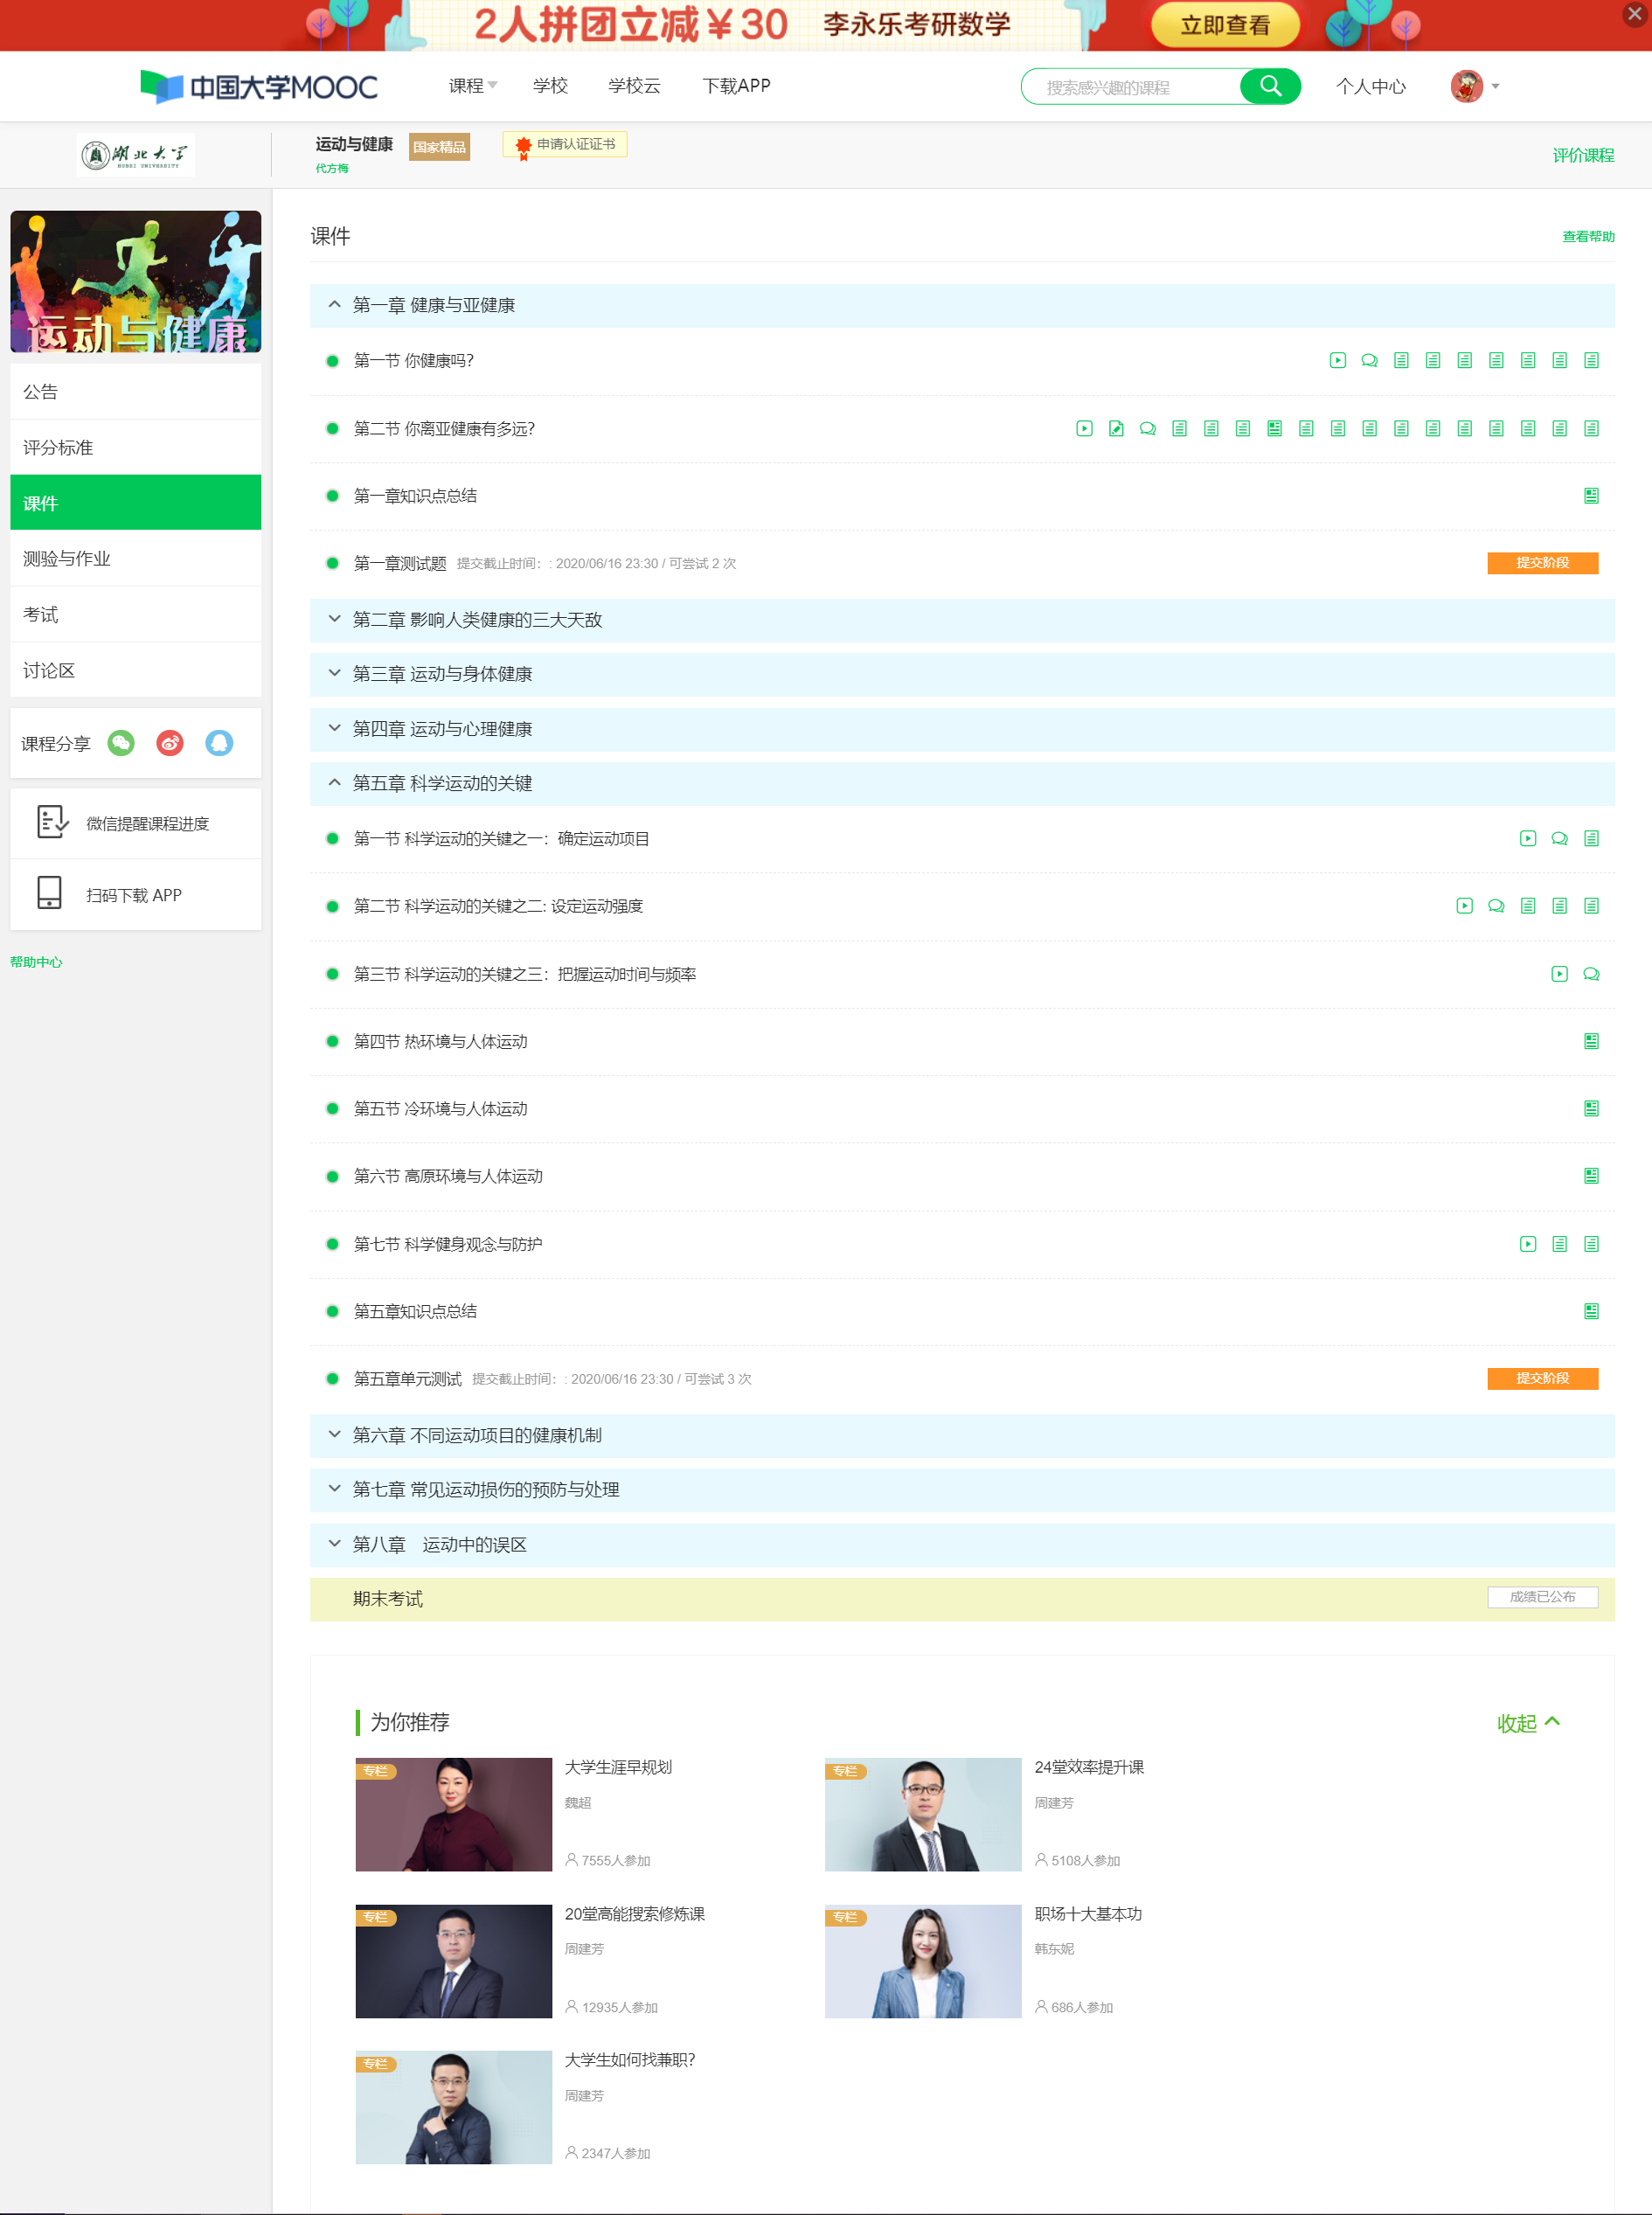 2人拼团立减￥30 李永乐考研数学 立即查看
中国大学MOOC 课程 学校 学校云 下载APP 搜索感兴趣的课程 个人中心
湖北大学 运动与健康 国家精品 申请认证证书 评价课程
HUBEI UNIVERSITY 代方梅
运动与健康
公告
评分标准
课件
测验与作业
考试
讨论区
课程分享
微信提醒课程进度
扫码下载 APP
帮助中心
课件 查看帮助
第一章 健康与亚健康
第一节 你健康吗?
第二节 你离亚健康有多远?
第一章知识点总结
第一章测试题 提交截止时间：: 2020/06/16 23:30 / 可尝试 2 次 提交阶段
第二章 影响人类健康的三大天敌
第三章 运动与身体健康
第四章 运动与心理健康
第五章 科学运动的关键
第一节 科学运动的关键之一：确定运动项目
第二节 科学运动的关键之二: 设定运动强度
第三节 科学运动的关键之三：把握运动时间与频率
第四节 热环境与人体运动
第五节 冷环境与人体运动
第六节 高原环境与人体运动
第七节 科学健身观念与防护
第五章知识点总结
第五章单元测试 提交截止时间：: 2020/06/16 23:30 / 可尝试 3 次 提交阶段
第六章 不同运动项目的健康机制
第七章 常见运动损伤的预防与处理
第八章 运动中的误区
期末考试 成绩已公布
为你推荐 收起
专栏 大学生涯早规划
魏超
7555人参加
专栏 24堂效率提升课
周建芳
5108人参加
专栏 20堂高能搜索修炼课
周建芳
12935人参加
专栏 职场十大基本功
韩东妮
686人参加
专栏 大学生如何找兼职?
周建芳
2347人参加